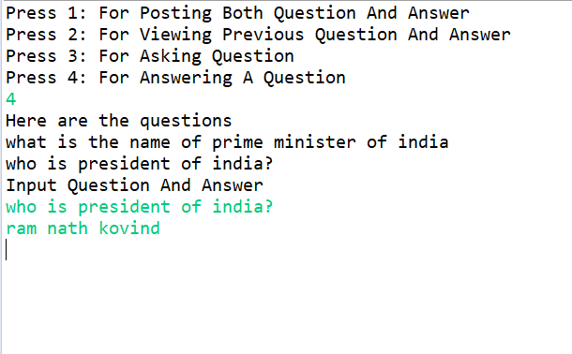 Press 1: For Posting Both Question And Answer
Press 2: For Viewing Previous Question And Answer
Press 3: For Asking Question
Press 4: For Answering A Question
4
Here are the questions
what is the name of prime minister of india
who is president of india?
Input Question And Answer
who is president of india?
ram nath kovind